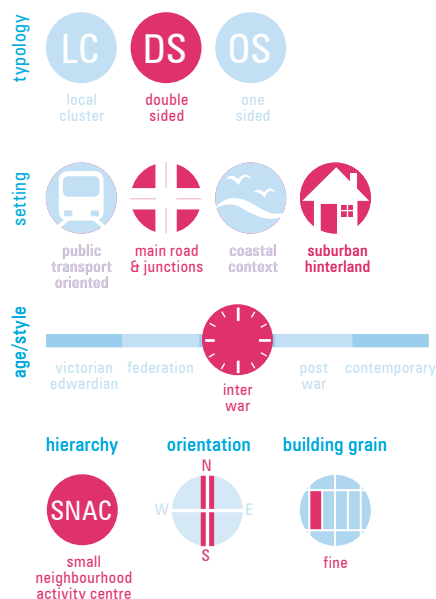 typology
LC
DS
OS
local
cluster
double
sided
one
sided
setting
public
transport
oriented
main road
& junctions
coastal
context
suburban
hinterland
age/style
victorian
edwardian
federation
inter
war
post
war
contemporary
hierarchy
orientation
building grain
SNAC
N
W
E
S
small
neighbourhood
activity centre
fine